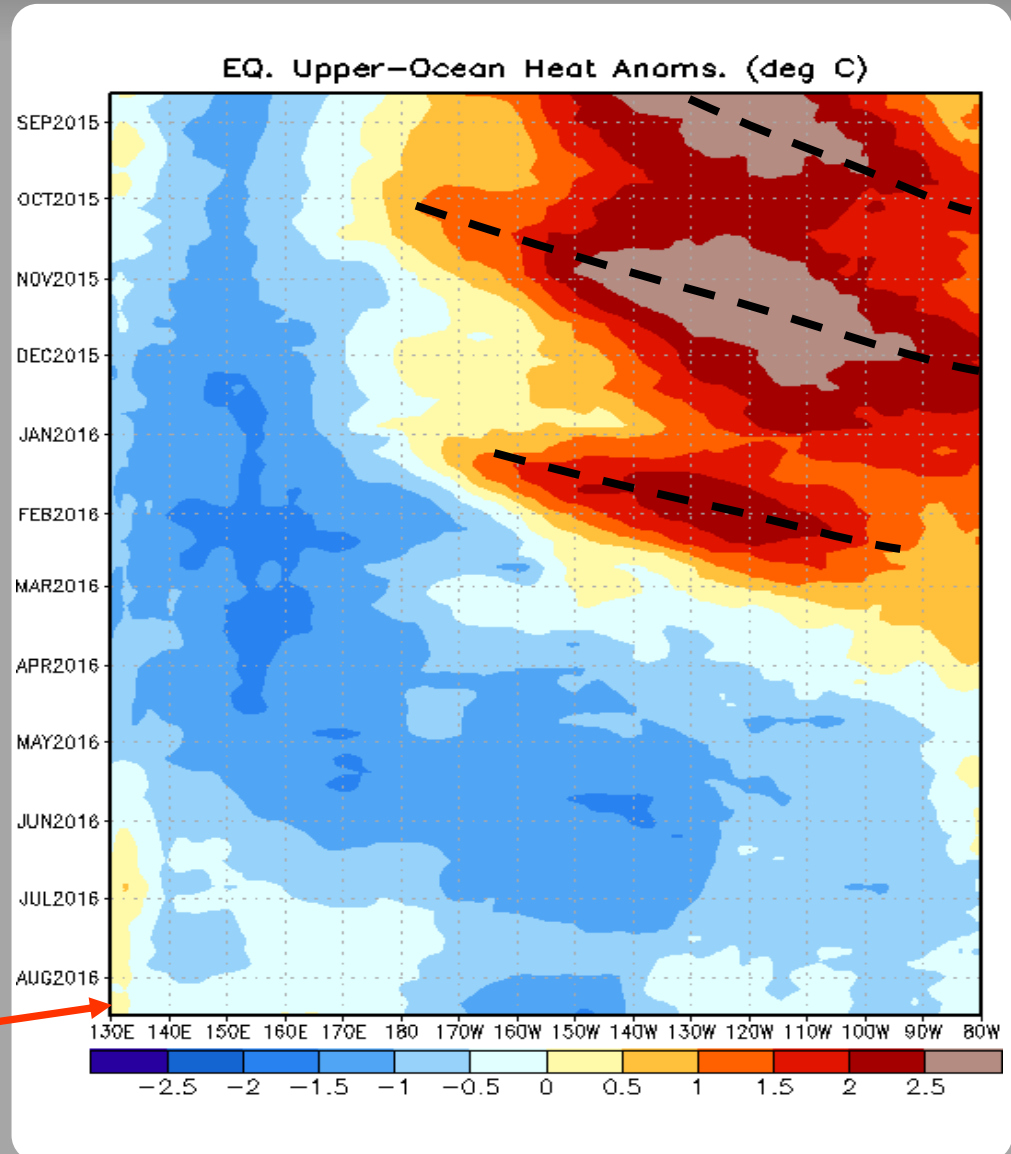 EQ. Upper-Ocean Heat Anoms. (deg C)
SEP2015
OCT2015
NOV2015
DEC2015
JAN2016
FEB2016
MAR2016
APR2016
MAY2016
JUN2016
JUL2016
AUG2016
130E 140E 150E 160E 170E 180 170W 160W 150W 140W 130W 120W 110W 100W 90W 80W
-2.5 -2 -1.5 -1 -0.5 0 0.5 1 1.5 2 2.5